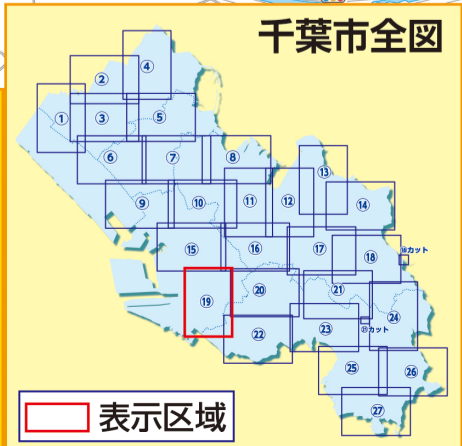 千葉市全図
④
②
① ③ ⑤
⑥ ⑦ ⑧
⑬
⑨ ⑩ ⑪ ⑫ ⑭
⑮ ⑯ ⑰ ⑱
⑱カット
⑲ ⑳ ㉑
㉒ ㉓ ㉔
㉑カット
㉕ ㉖
㉗
表示区域